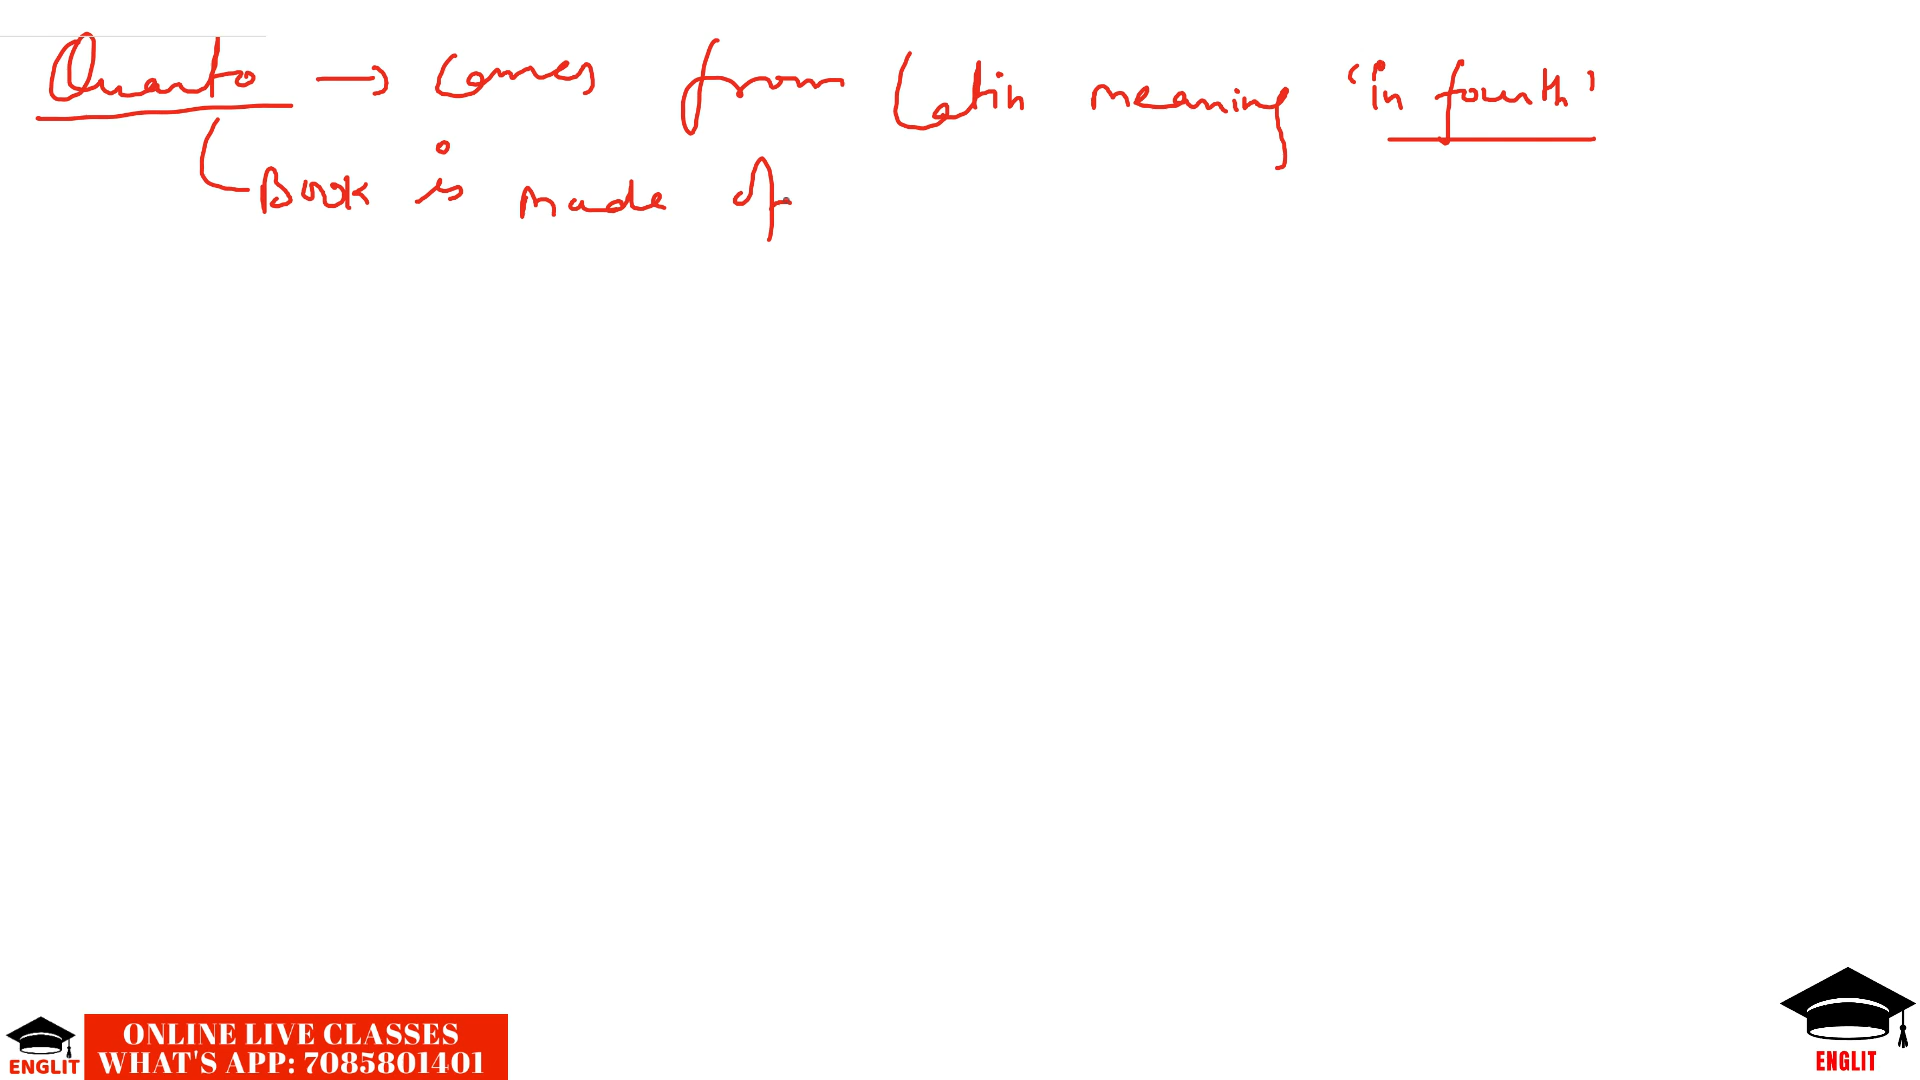 Quarto → comes from Latin meaning 'in fourth'
Book is made of
ONLINE LIVE CLASSES
WHAT'S APP: 7085801401
ENGLIT
ENGLIT